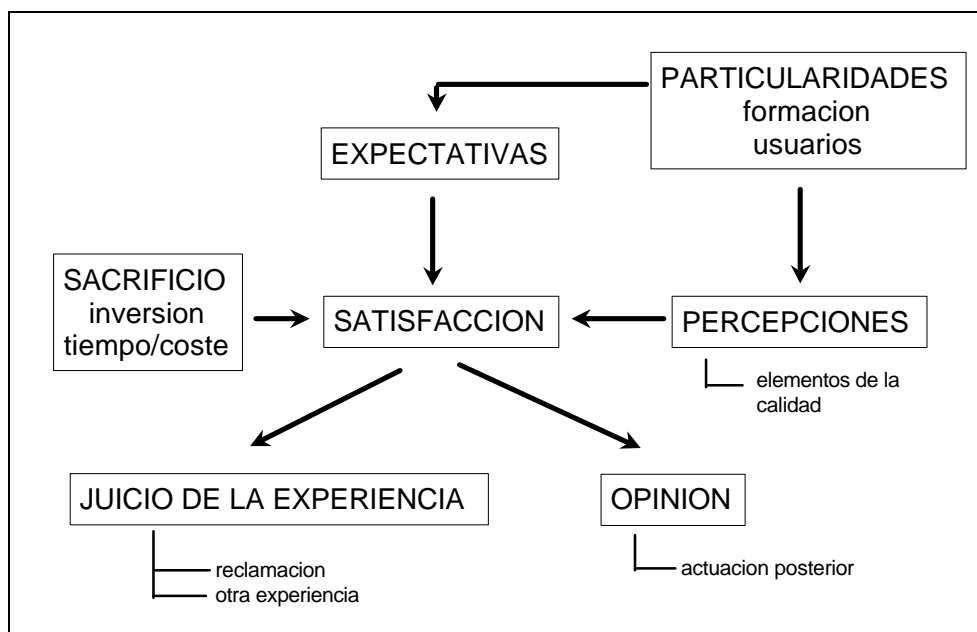 PARTICULARIDADES
formacion
usuarios
EXPECTATIVAS
SACRIFICIO
inversion
tiempo/coste
SATISFACCION
PERCEPCIONES
elementos de la
calidad
JUICIO DE LA EXPERIENCIA
OPINION
reclamacion
otra experiencia
actuacion posterior